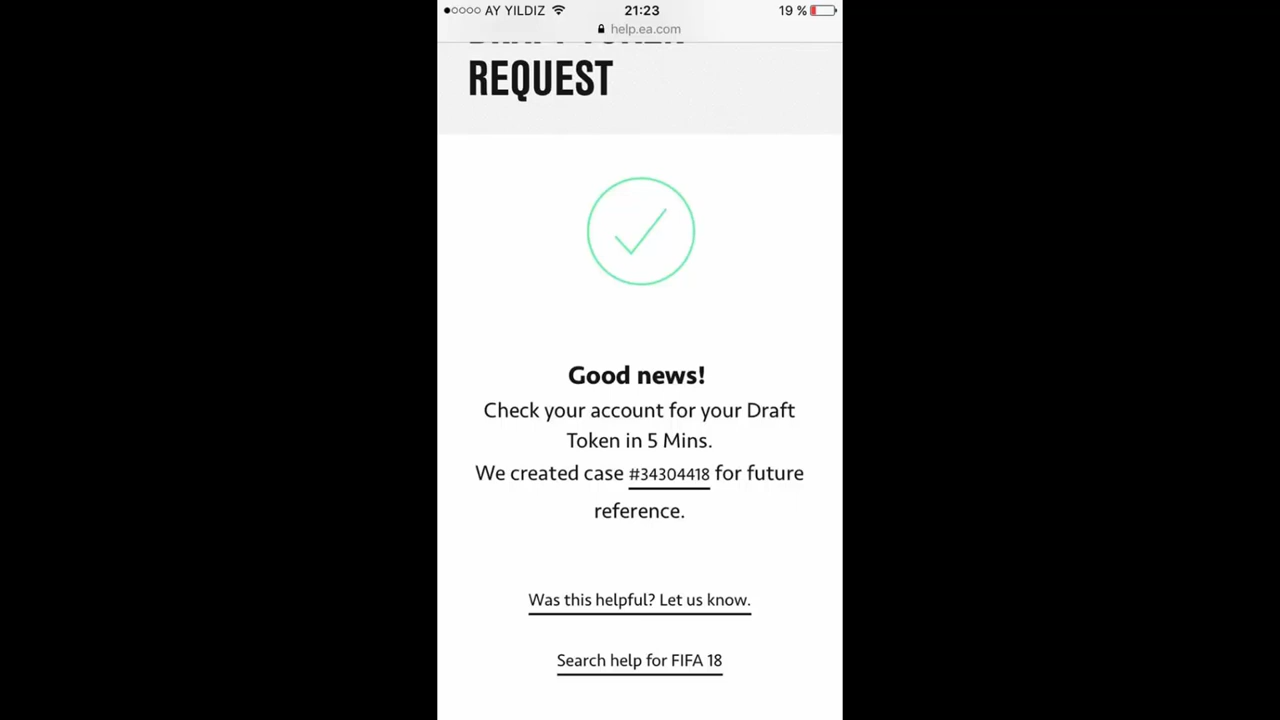 AY YILDIZ 21:23 19 %
help.ea.com
DRAFT TOKEN
REQUEST
Good news!
Check your account for your Draft
Token in 5 Mins.
We created case #34304418 for future
reference.
Was this helpful? Let us know.
Search help for FIFA 18